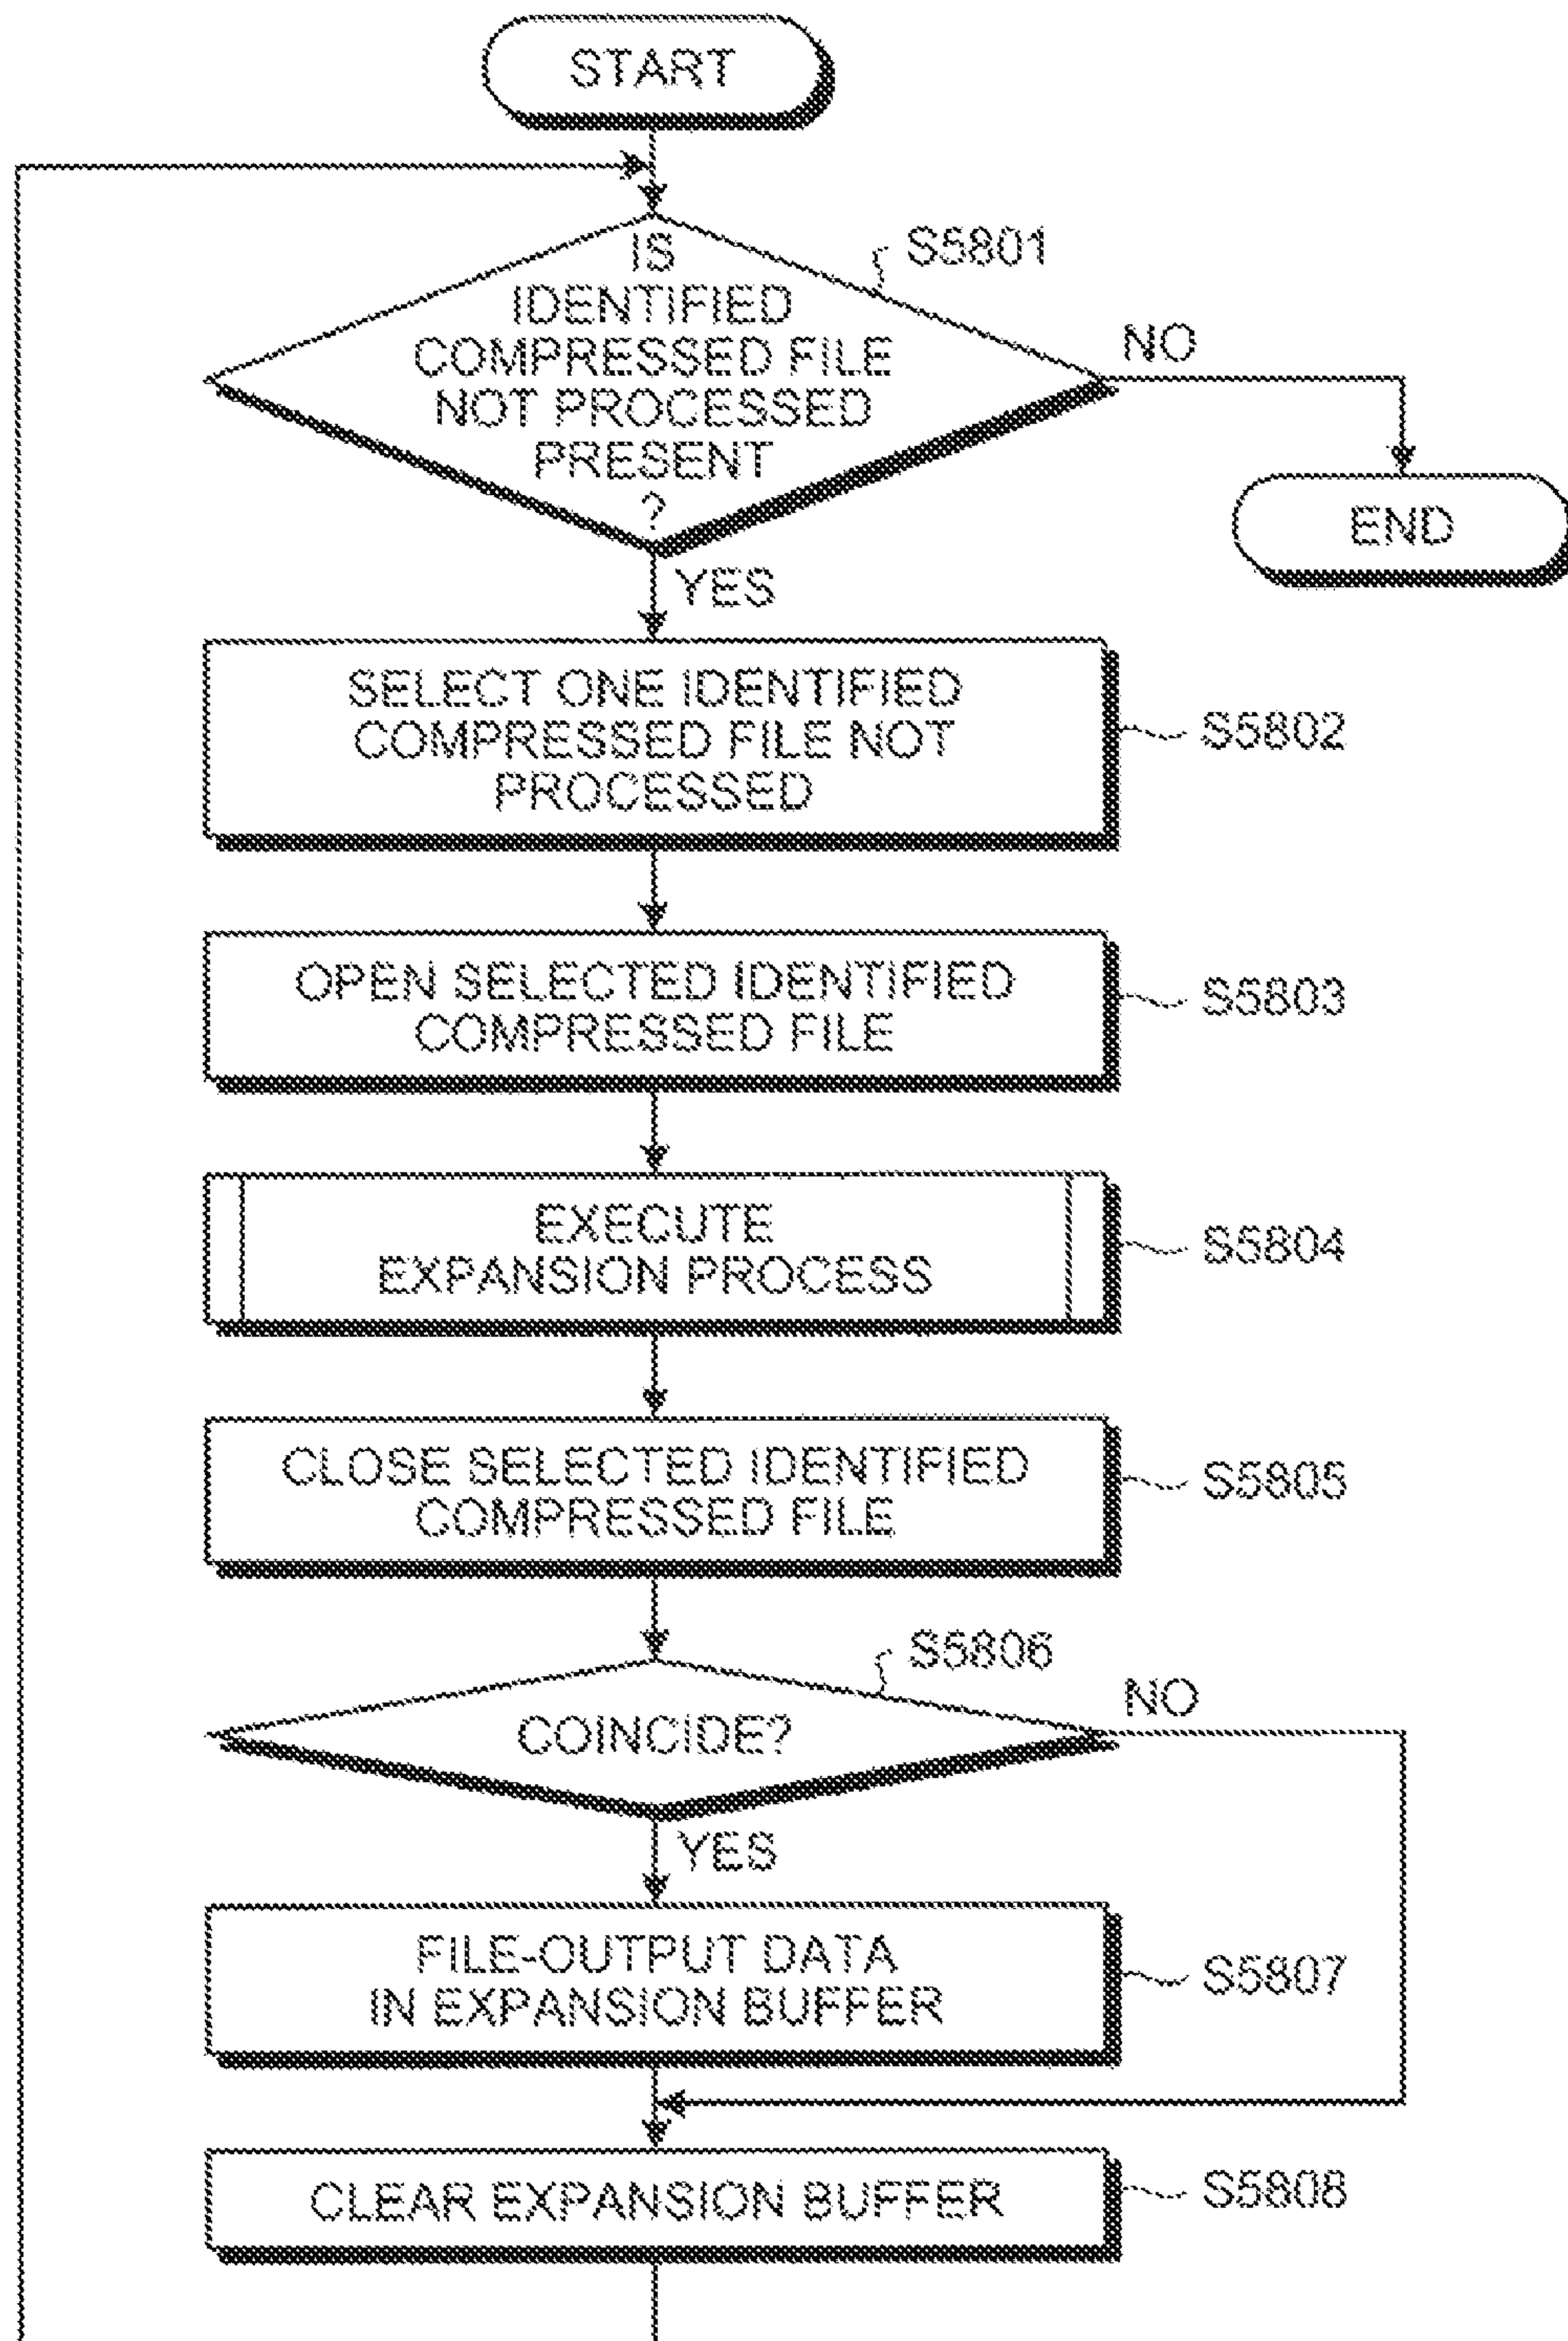 START
S5801
IS
IDENTIFIED
COMPRESSED FILE
NOT PROCESSED
PRESENT
?
NO
END
YES
SELECT ONE IDENTIFIED
COMPRESSED FILE NOT
PROCESSED
S5802
OPEN SELECTED IDENTIFIED
COMPRESSED FILE
S5803
EXECUTE
EXPANSION PROCESS
S5804
CLOSE SELECTED IDENTIFIED
COMPRESSED FILE
S5805
S5806
COINCIDE?
NO
YES
FILE-OUTPUT DATA
IN EXPANSION BUFFER
S5807
CLEAR EXPANSION BUFFER
S5808